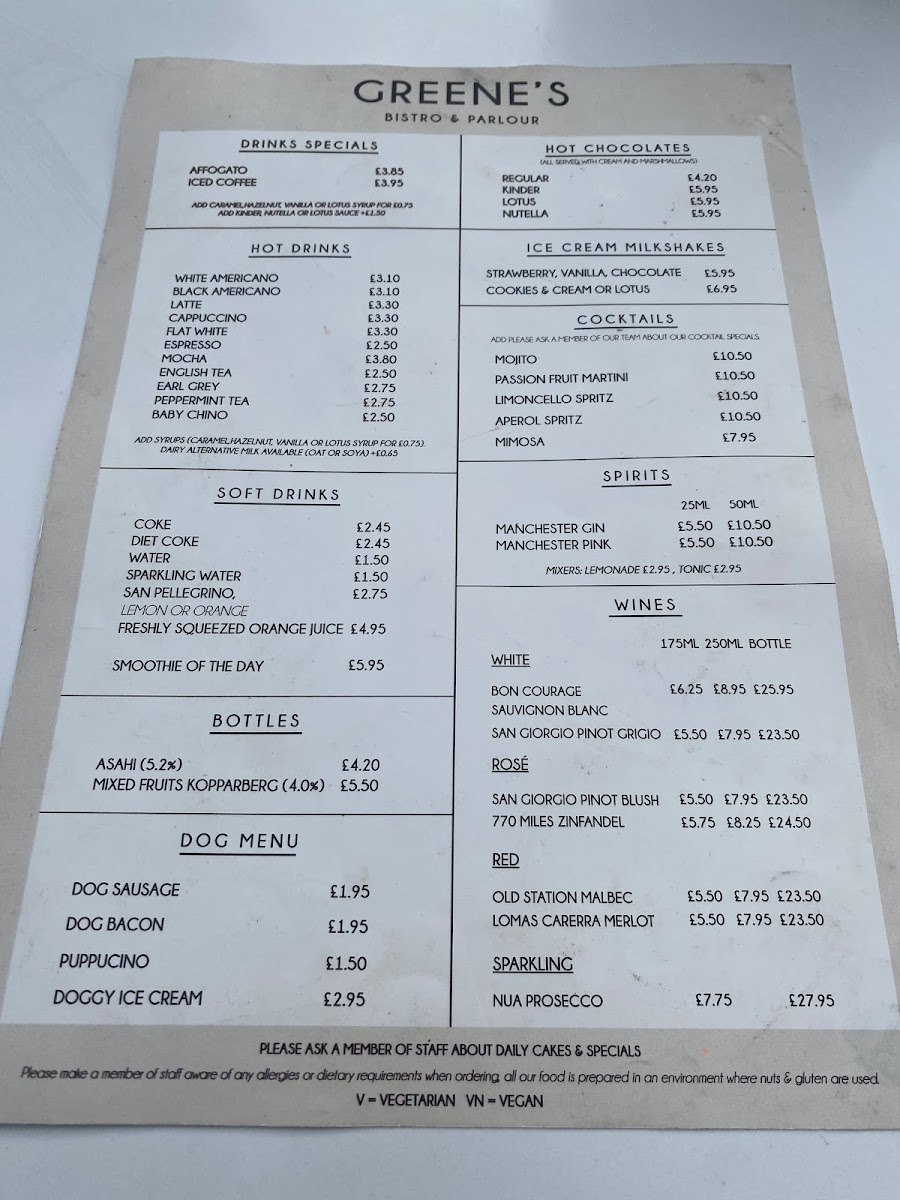 GREENE'S
BISTRO & PARLOUR
DRINKS SPECIALS
AFFOGATO £3.85
ICED COFFEE £3.95
ADD CARAMEL,HAZELNUT, VANILLA OR LOTUS SYRUP FOR £0.75
ADD KINDER, NUTELLA OR LOTUS SAUCE +£1.50
HOT DRINKS
WHITE AMERICANO £3.10
BLACK AMERICANO £3.10
LATTE £3.30
CAPPUCCINO £3.30
FLAT WHITE £3.30
ESPRESSO £2.50
MOCHA £3.80
ENGLISH TEA £2.50
EARL GREY £2.75
PEPPERMINT TEA £2.75
BABY CHINO £2.50
ADD SYRUPS (CARAMEL,HAZELNUT, VANILLA OR LOTUS SYRUP FOR £0.75).
DAIRY ALTERNATIVE MILK AVAILABLE (OAT OR SOYA) +£0.65
SOFT DRINKS
COKE £2.45
DIET COKE £2.45
WATER £1.50
SPARKLING WATER £1.50
SAN PELLEGRINO, £2.75
LEMON OR ORANGE
FRESHLY SQUEEZED ORANGE JUICE £4.95
SMOOTHIE OF THE DAY £5.95
BOTTLES
ASAHI (5.2%) £4.20
MIXED FRUITS KOPPARBERG (4.0%) £5.50
DOG MENU
DOG SAUSAGE £1.95
DOG BACON £1.95
PUPPUCINO £1.50
DOGGY ICE CREAM £2.95
HOT CHOCOLATES
(ALL SERVED WITH CREAM AND MARSHMALLOWS)
REGULAR £4.20
KINDER £5.95
LOTUS £5.95
NUTELLA £5.95
ICE CREAM MILKSHAKES
STRAWBERRY, VANILLA, CHOCOLATE £5.95
COOKIES & CREAM OR LOTUS £6.95
COCKTAILS
ADD PLEASE ASK A MEMBER OF OUR TEAM ABOUT OUR COCKTAIL SPECIALS.
MOJITO £10.50
PASSION FRUIT MARTINI £10.50
LIMONCELLO SPRITZ £10.50
APEROL SPRITZ £10.50
MIMOSA £7.95
SPIRITS
25ML 50ML
MANCHESTER GIN £5.50 £10.50
MANCHESTER PINK £5.50 £10.50
MIXERS: LEMONADE £2.95 , TONIC £2.95
WINES
175ML 250ML BOTTLE
WHITE
BON COURAGE £6.25 £8.95 £25.95
SAUVIGNON BLANC
SAN GIORGIO PINOT GRIGIO £5.50 £7.95 £23.50
ROSÉ
SAN GIORGIO PINOT BLUSH £5.50 £7.95 £23.50
770 MILES ZINFANDEL £5.75 £8.25 £24.50
RED
OLD STATION MALBEC £5.50 £7.95 £23.50
LOMAS CARERRA MERLOT £5.50 £7.95 £23.50
SPARKLING
NUA PROSECCO £7.75 £27.95
PLEASE ASK A MEMBER OF STAFF ABOUT DAILY CAKES & SPECIALS
Please make a member of staff aware of any allergies or dietary requirements when ordering, all our food is prepared in an environment where nuts & gluten are used.
V = VEGETARIAN VN = VEGAN